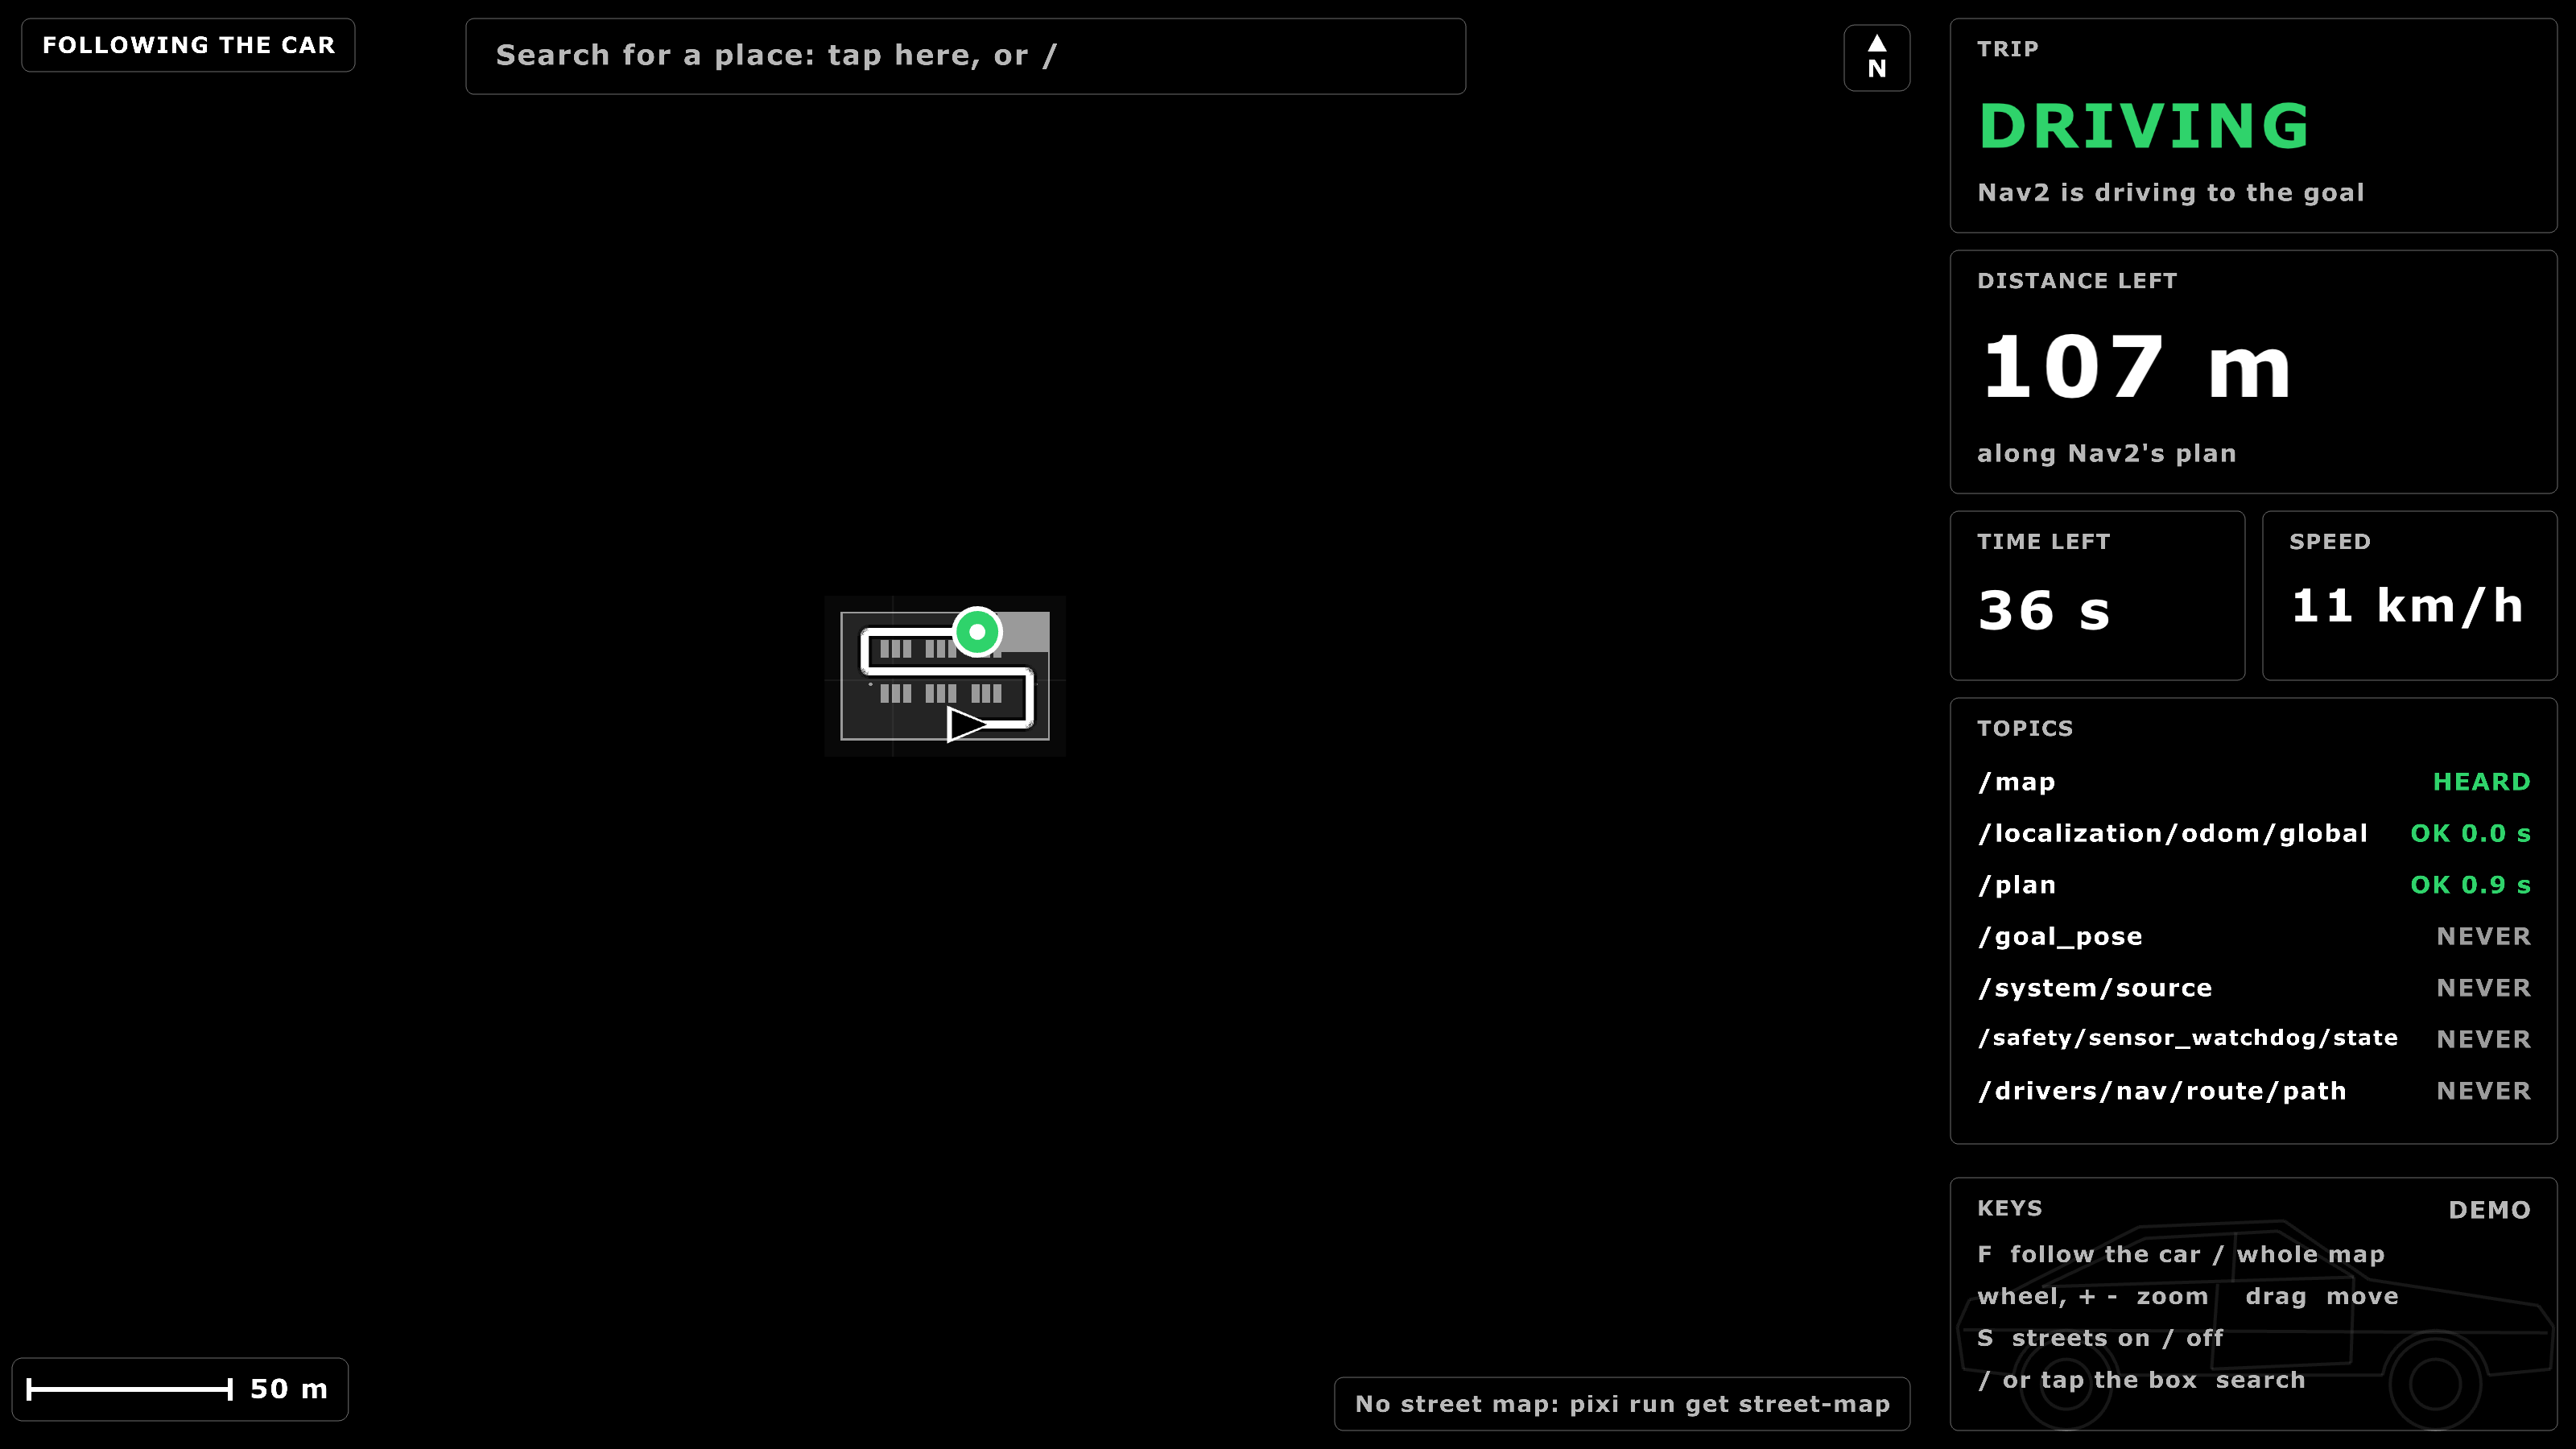 FOLLOWING THE CAR
Search for a place: tap here, or /
N
TRIP
DRIVING
Nav2 is driving to the goal
DISTANCE LEFT
107 m
along Nav2's plan
TIME LEFT
36 s
SPEED
11 km/h
TOPICS
/map HEARD
/localization/odom/global OK 0.0 s
/plan OK 0.9 s
/goal_pose NEVER
/system/source NEVER
/safety/sensor_watchdog/state NEVER
/drivers/nav/route/path NEVER
KEYS DEMO
F follow the car / whole map
wheel, + - zoom drag move
S streets on / off
/ or tap the box search
50 m
No street map: pixi run get street-map